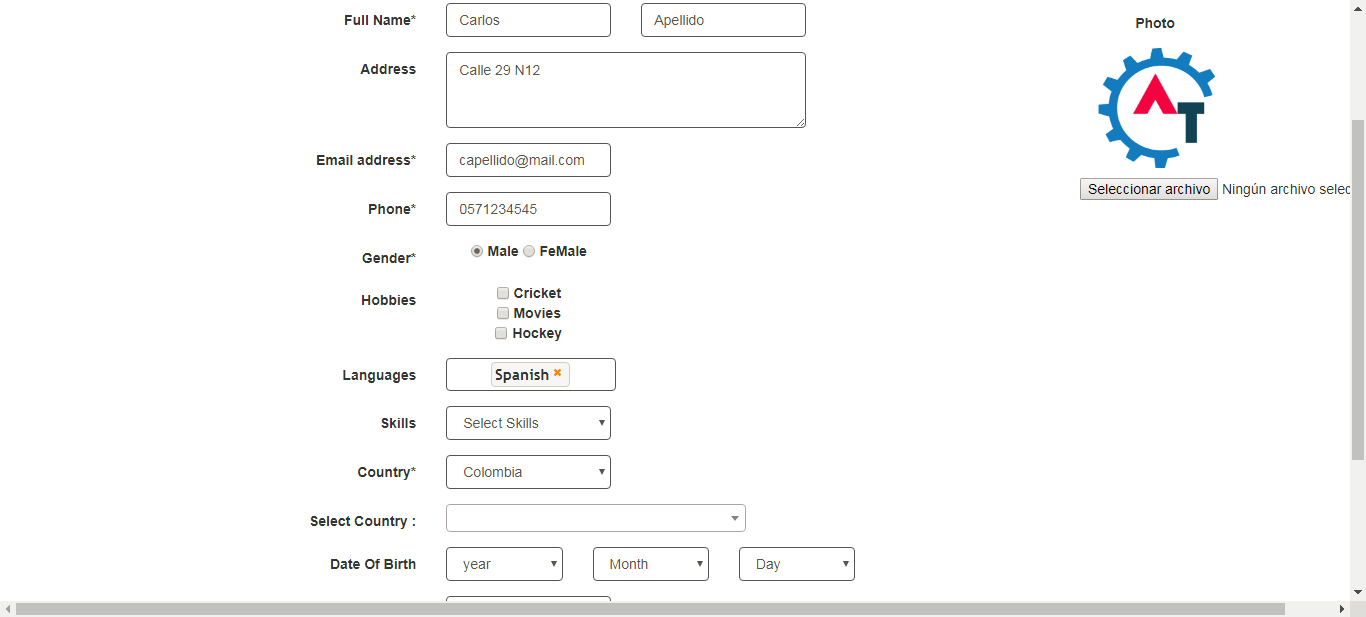 Full Name* Carlos Apellido
Photo
Address Calle 29 N12
AT
Email address* capellido@mail.com
Seleccionar archivo Ningún archivo selec
Phone* 0571234545
Gender* Male FeMale
Hobbies Cricket
Movies
Hockey
Languages Spanish
Skills Select Skills
Country* Colombia
Select Country :
Date Of Birth year Month Day